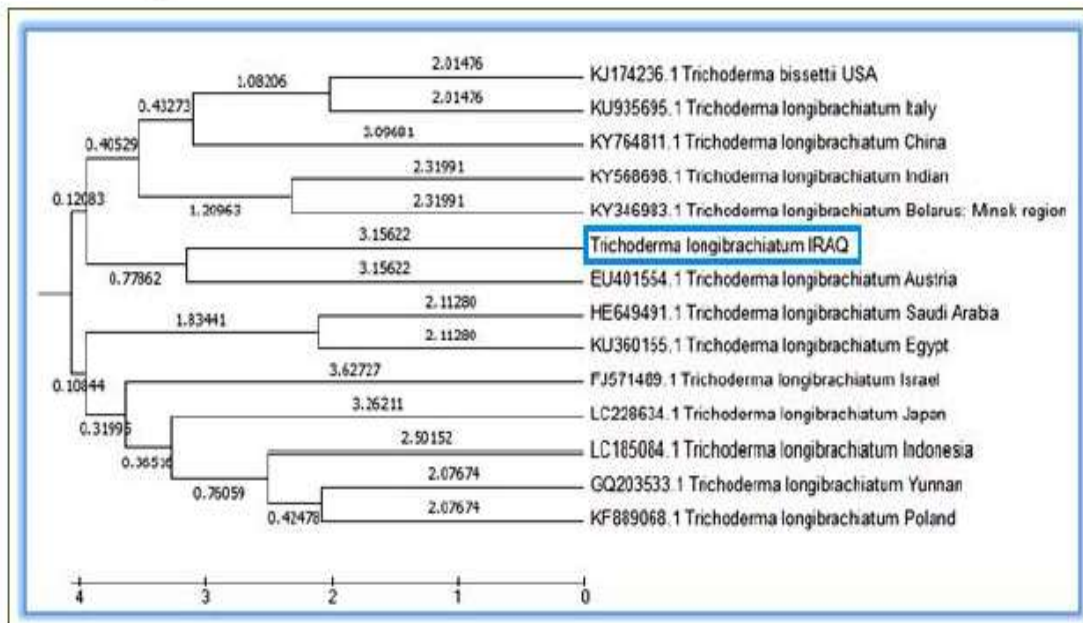 2.01476
KJ174236.1 Trichoderma bissettii USA
1.08206
2.01476
0.43273
KU935695.1 Trichoderma longibrachiatum Italy
3.09681
0.40529
KY764811.1 Trichoderma longibrachiatum China
2.31991
KY568698.1 Trichoderma longibrachiatum Indian
0.12083
1.20963
2.31991
KY346983.1 Trichoderma longibrachiatum Belarus: Minsk region
3.15622
Trichoderma longibrachiatum IRAQ
0.77862
3.15622
EU401554.1 Trichoderma longibrachiatum Austria
2.11280
HE649491.1 Trichoderma longibrachiatum Saudi Arabia
1.83441
2.11280
KU360155.1 Trichoderma longibrachiatum Egypt
3.62727
0.10844
FJ571489.1 Trichoderma longibrachiatum Israel
3.26211
0.31995
LC228634.1 Trichoderma longibrachiatum Japan
2.50152
LC185084.1 Trichoderma longibrachiatum Indonesia
0.76059
2.07674
GQ203533.1 Trichoderma longibrachiatum Yunnan
0.42478
2.07674
KF889068.1 Trichoderma longibrachiatum Poland
4 3 2 1 0